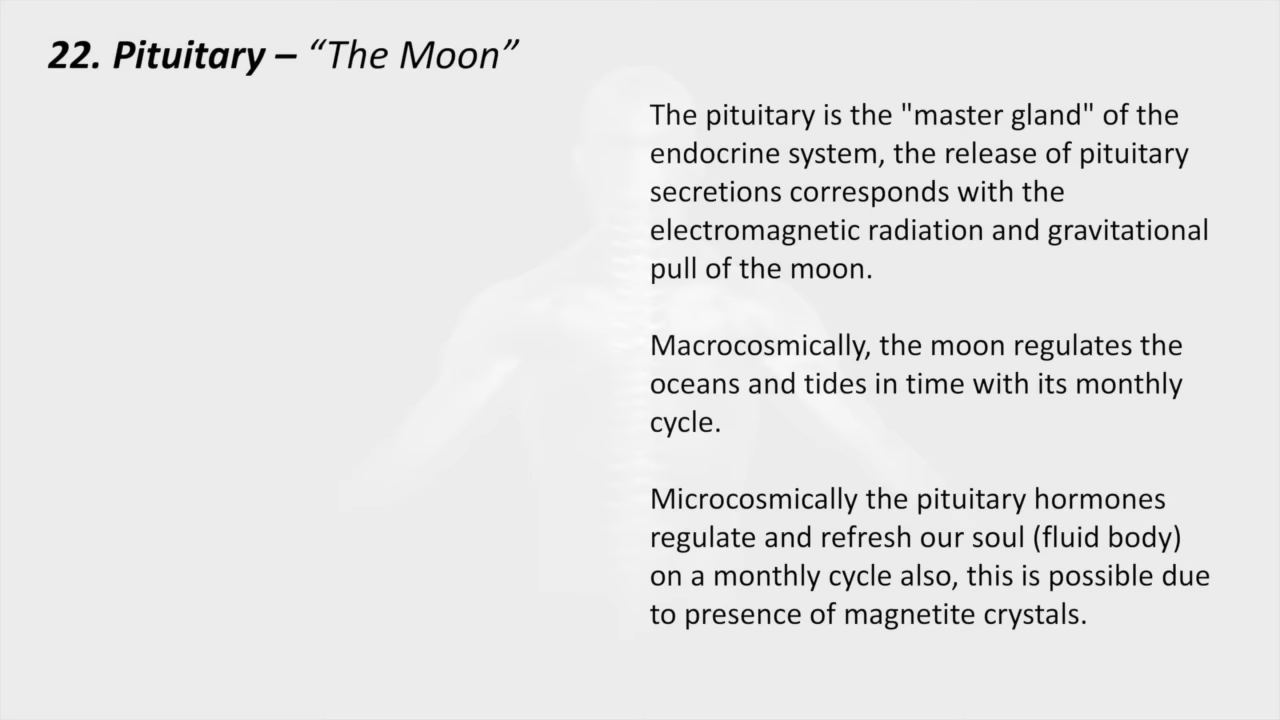 22. Pituitary – “The Moon”
The pituitary is the "master gland" of the
endocrine system, the release of pituitary
secretions corresponds with the
electromagnetic radiation and gravitational
pull of the moon.
Macrocosmically, the moon regulates the
oceans and tides in time with its monthly
cycle.
Microcosmically the pituitary hormones
regulate and refresh our soul (fluid body)
on a monthly cycle also, this is possible due
to presence of magnetite crystals.